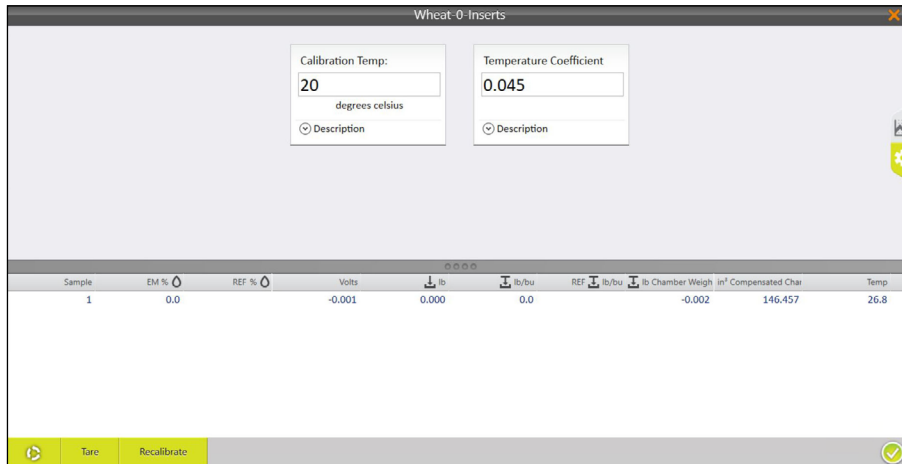 Wheat-0-Inserts
Calibration Temp:
20
degrees celsius
Description
Temperature Coefficient
0.045
Description
Sample EM % REF % Volts lb lb/bu REF lb/bu lb Chamber Weigh in³ Compensated Char Temp
1 0.0 -0.001 0.000 0.0 -0.002 146.457 26.8
Tare Recalibrate